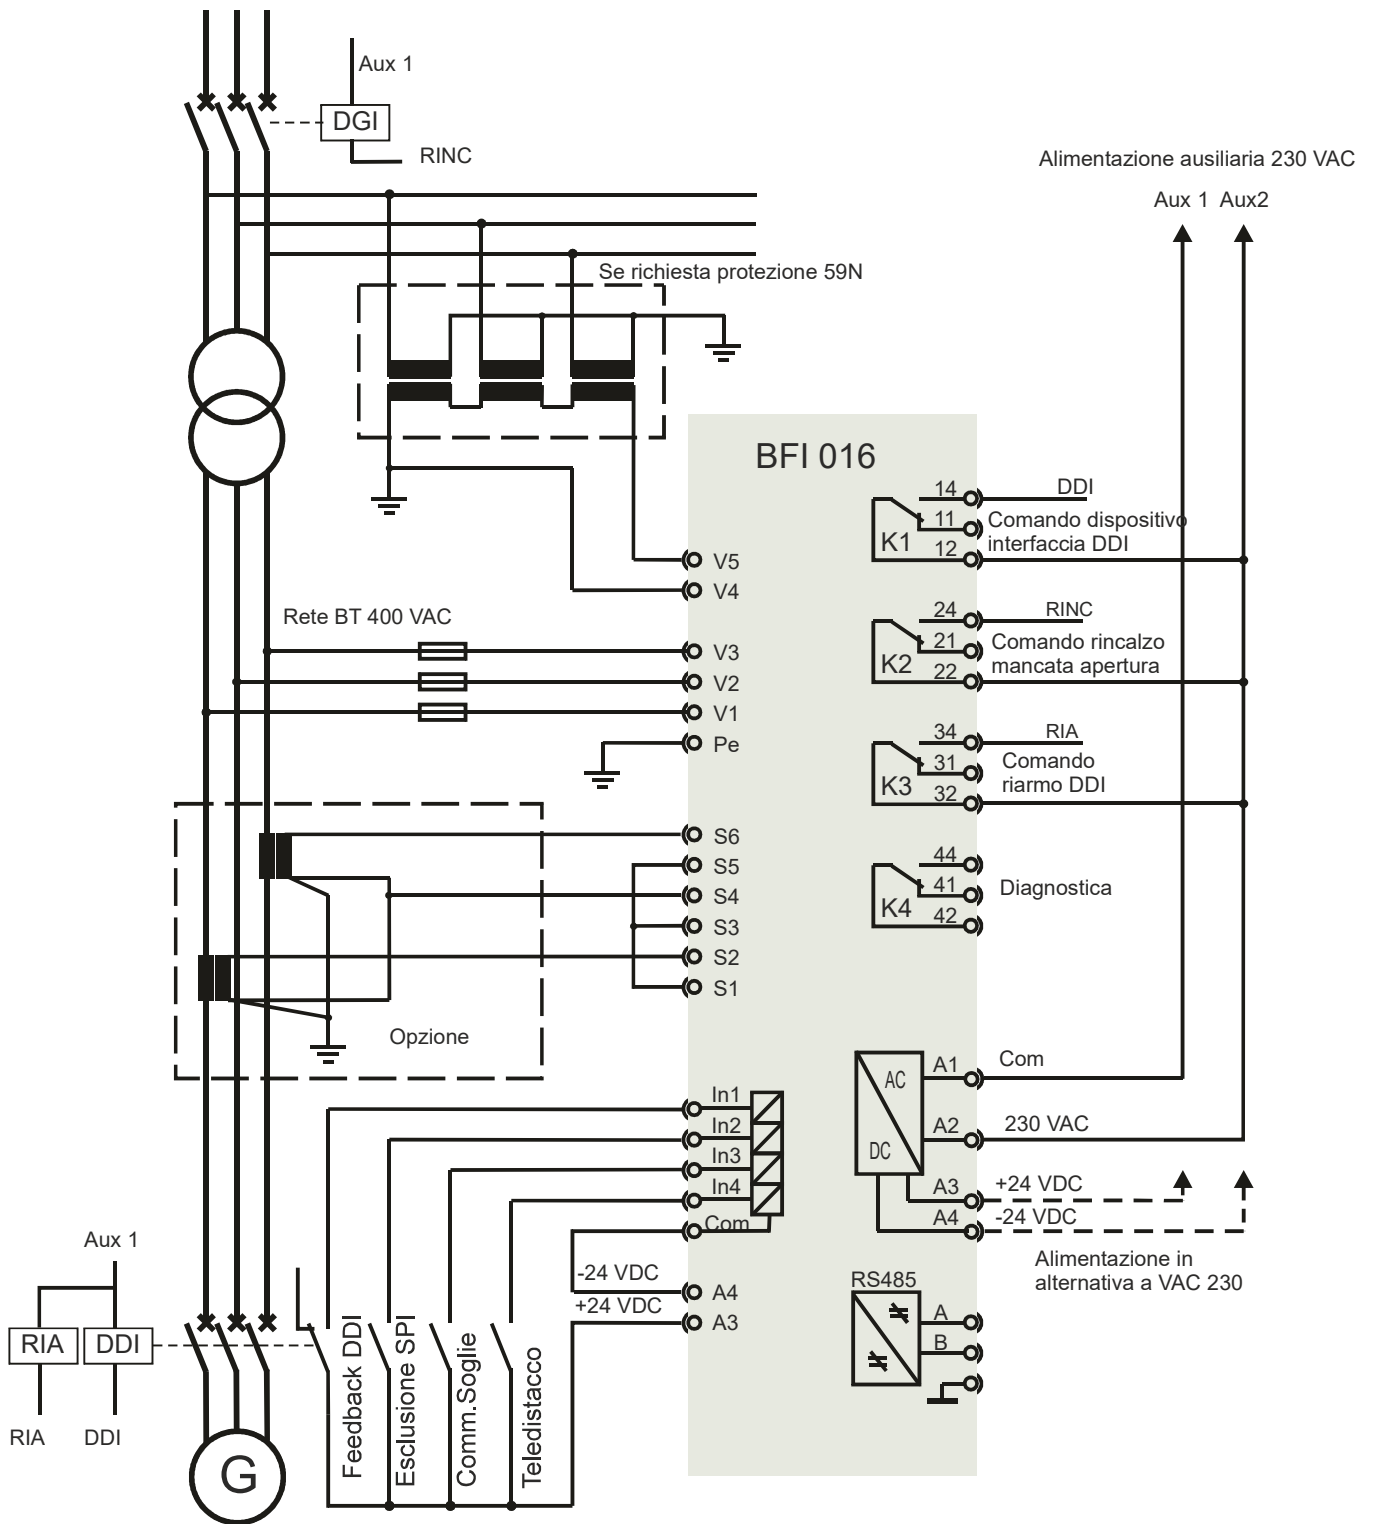 Aux 1
DGI
RINC
Alimentazione ausiliaria 230 VAC
Aux 1 Aux2
Se richiesta protezione 59N
BFI 016
14
DDI
11
Comando dispositivo
interfaccia DDI
K1
12
V5
V4
Rete BT 400 VAC
24
RINC
21
Comando rincalzo
mancata apertura
K2
22
V3
V2
V1
Pe
34
RIA
31
Comando
riarmo DDI
K3
32
S6
S5
S4
S3
S2
S1
44
41
Diagnostica
K4
42
Opzione
AC
DC
A1
Com
A2
230 VAC
A3
+24 VDC
A4
-24 VDC
Alimentazione in
alternativa a VAC 230
In1
In2
In3
In4
Com
-24 VDC
A4
+24 VDC
A3
RS485
A
B
Aux 1
RIA
DDI
RIA
DDI
G
Feedback DDI
Esclusione SPI
Comm.Soglie
Teledistacco